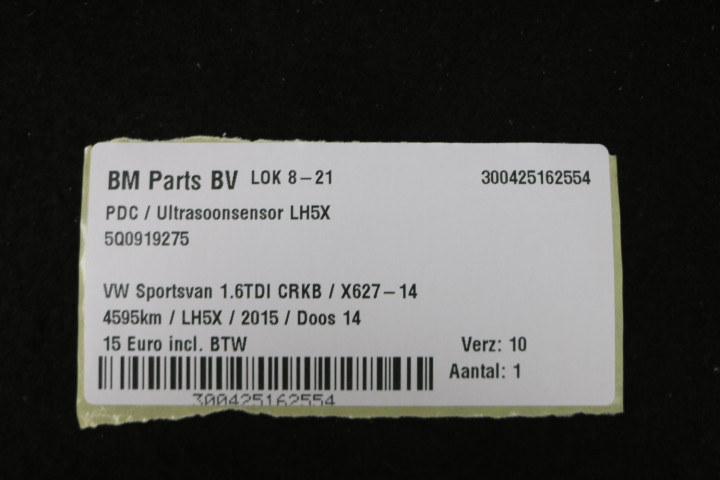 BM Parts BV LOK 8-21 300425162554
PDC / Ultrasoonsensor LH5X
5Q0919275
VW Sportsvan 1.6TDI CRKB / X627-14
4595km / LH5X / 2015 / Doos 14
15 Euro incl. BTW Verz: 10
Aantal: 1
300425162554